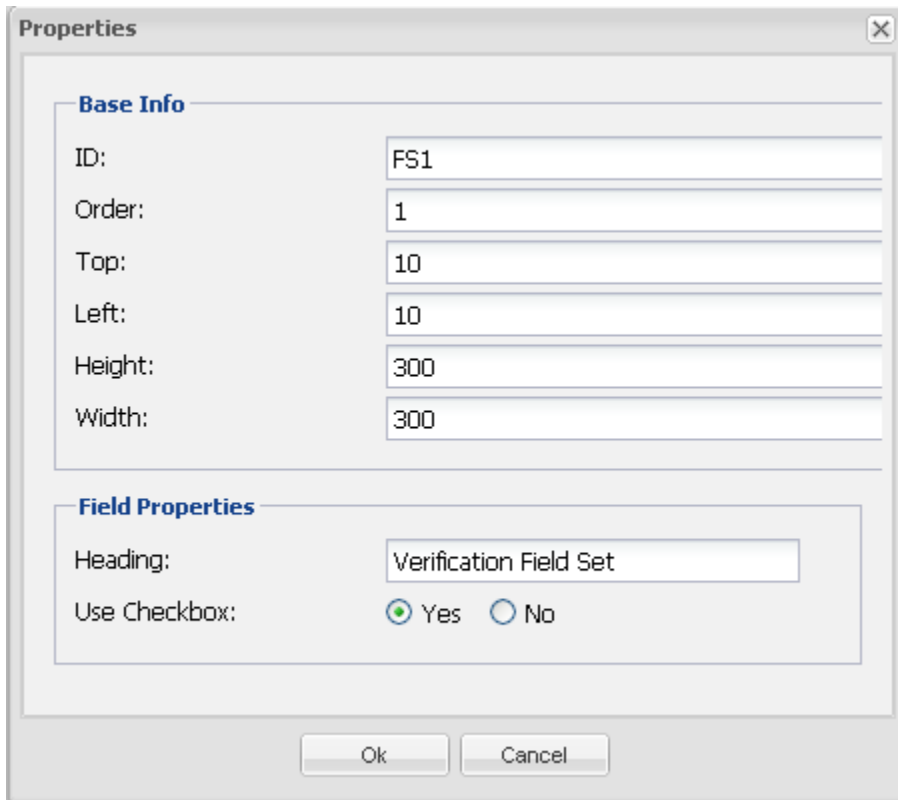 Properties
Base Info
ID: FS1
Order: 1
Top: 10
Left: 10
Height: 300
Width: 300
Field Properties
Heading: Verification Field Set
Use Checkbox: Yes No
Ok Cancel